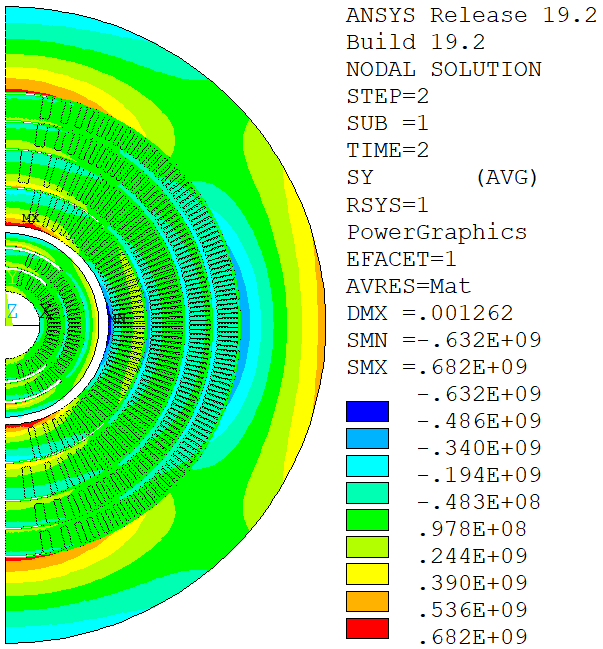 ANSYS Release 19.2
Build 19.2
NODAL SOLUTION
STEP=2
SUB =1
TIME=2
SY (AVG)
RSYS=1
PowerGraphics
EFACET=1
AVRES=Mat
DMX =.001262
SMN =-.632E+09
SMX =.682E+09
-.632E+09
-.486E+09
-.340E+09
-.194E+09
-.483E+08
.978E+08
.244E+09
.390E+09
.536E+09
.682E+09
MX
Z